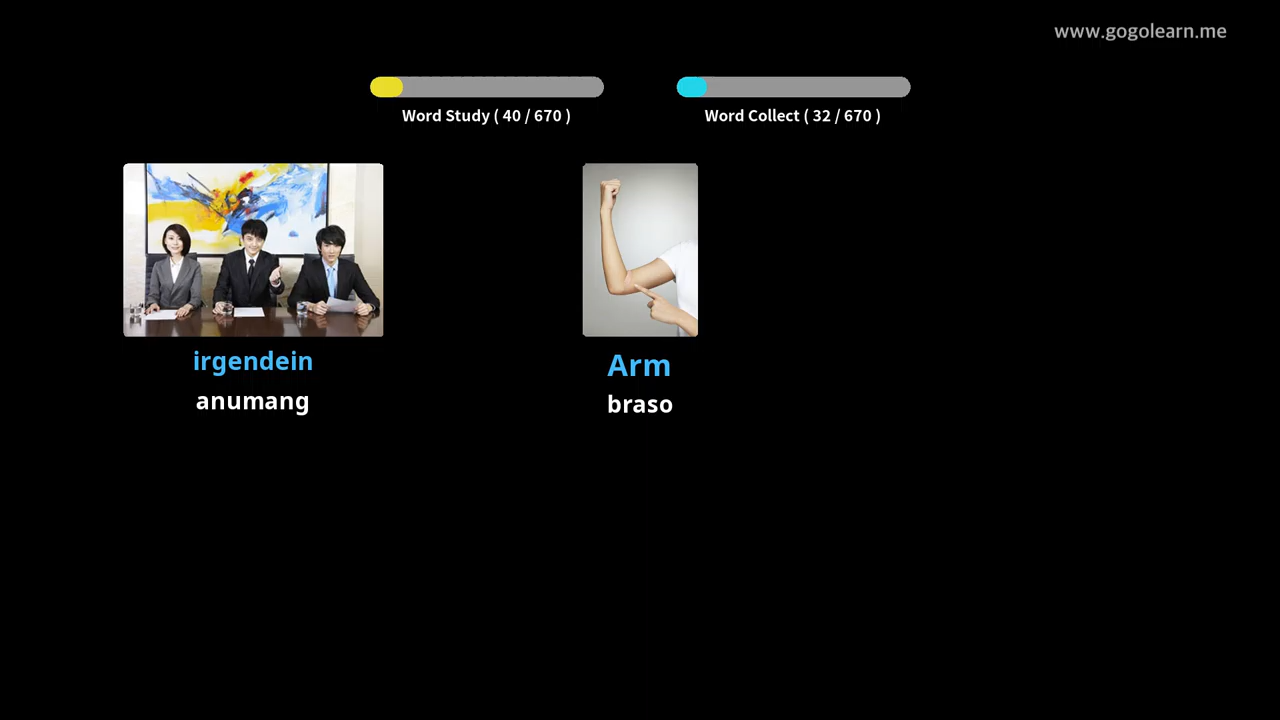 www.gogolearn.me
Word Study ( 40 / 670 )
Word Collect ( 32 / 670 )
irgendein
anumang
Arm
braso